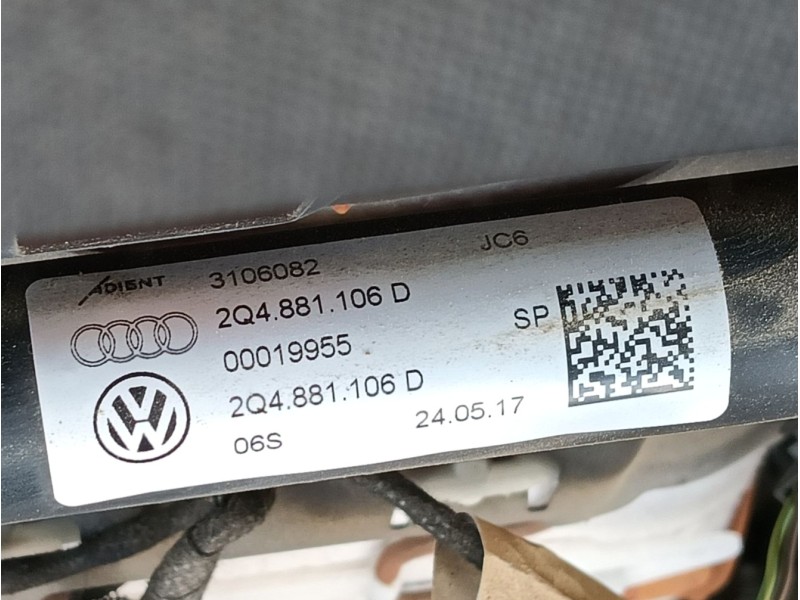 ADIENT 3106082 JC6
2Q4.881.106 D
00019955 SP
2Q4.881.106 D
06S 24.05.17